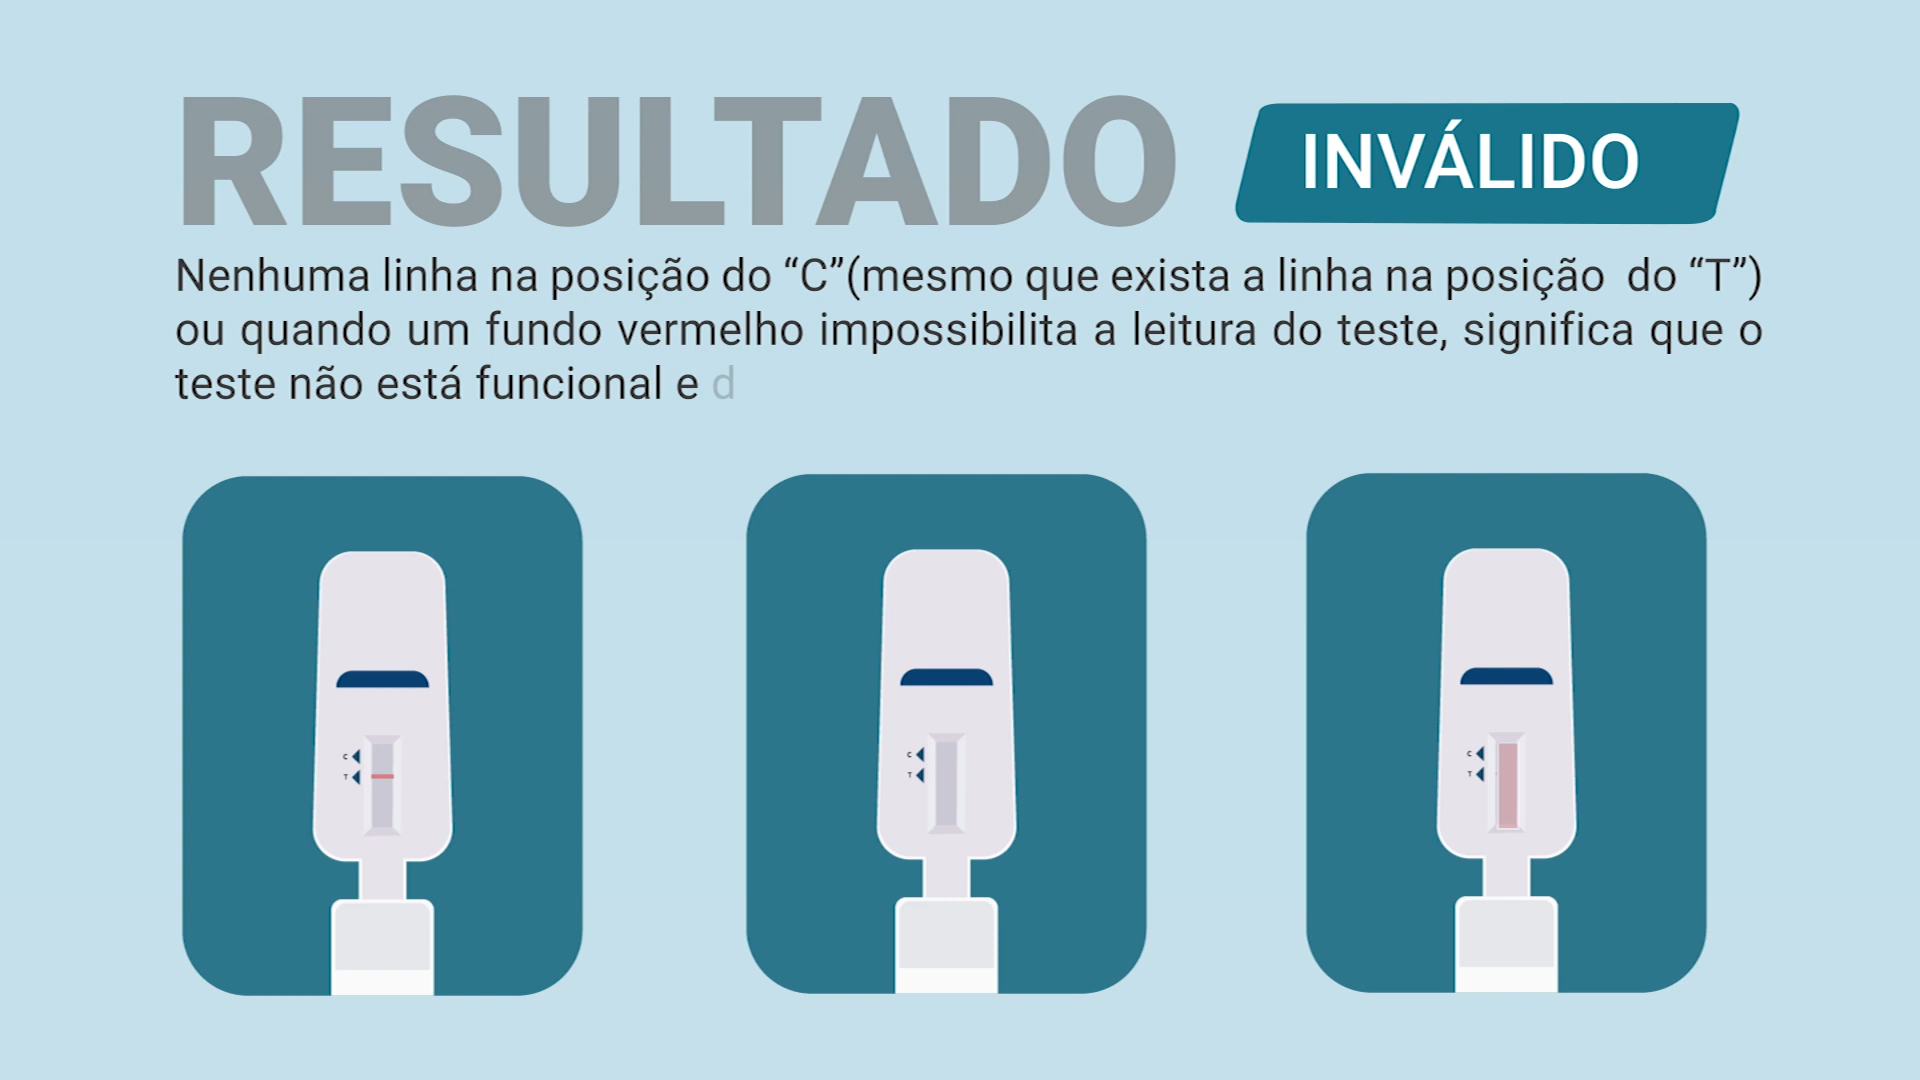 RESULTADO INVÁLIDO
Nenhuma linha na posição do “C”(mesmo que exista a linha na posição do “T”)
ou quando um fundo vermelho impossibilita a leitura do teste, significa que o
teste não está funcional e d
C
T
C
T
C
T